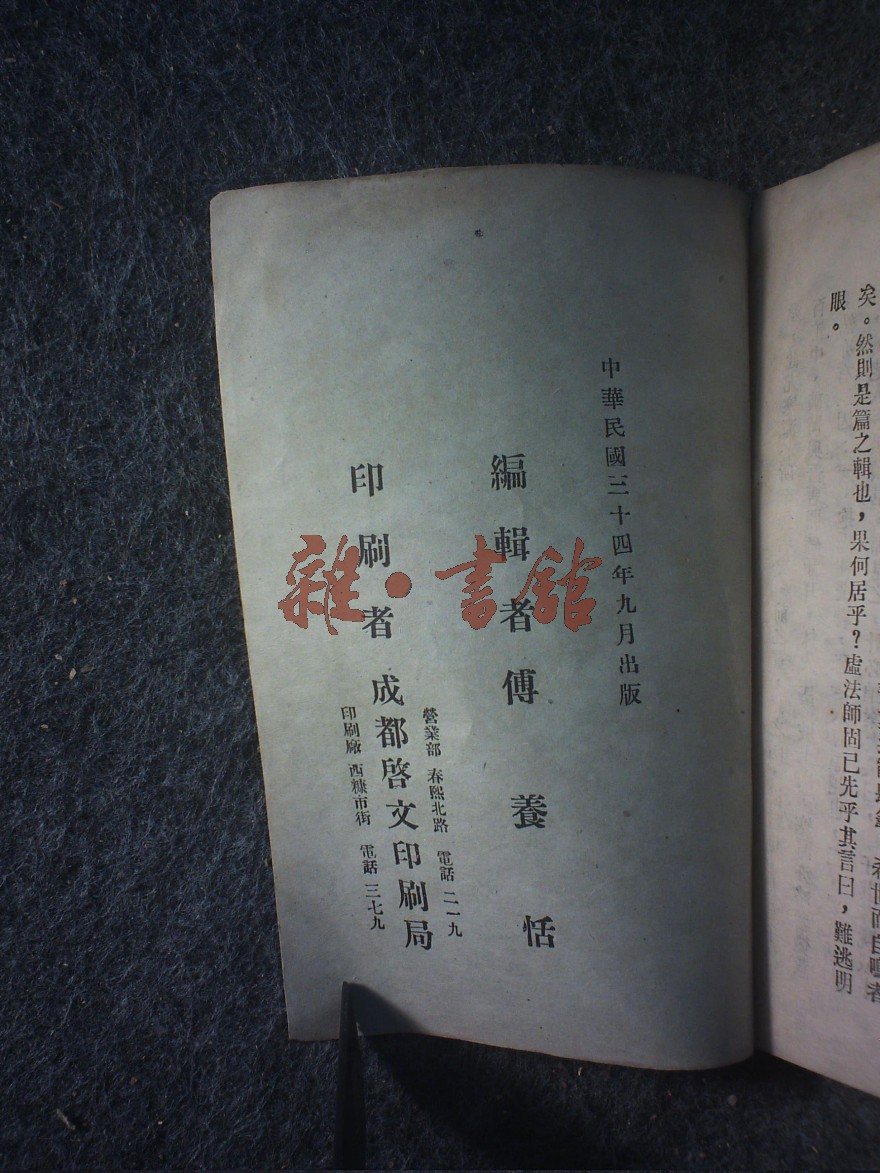 矣。然則是篇之輯也，果何居乎？虛法師固已先乎其言曰，難逃明
眼。
中華民國三十四年九月出版
編輯者傅養恬
營業部 春熙北路 電話 二一九
印刷者 成都啓文印刷局
印刷廠 西糠市街 電話 三七九
雜·書館